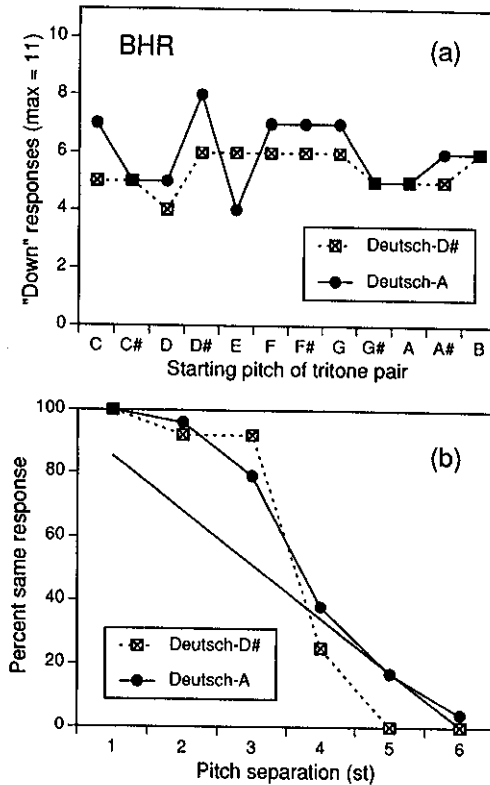 BHR
(a)
"Down" responses (max = 11)
10
8
6
4
2
0
Deutsch-D#
Deutsch-A
C C# D D# E F F# G G# A A# B
Starting pitch of tritone pair
(b)
Percent same response
100
80
60
40
20
0
Deutsch-D#
Deutsch-A
1 2 3 4 5 6
Pitch separation (st)